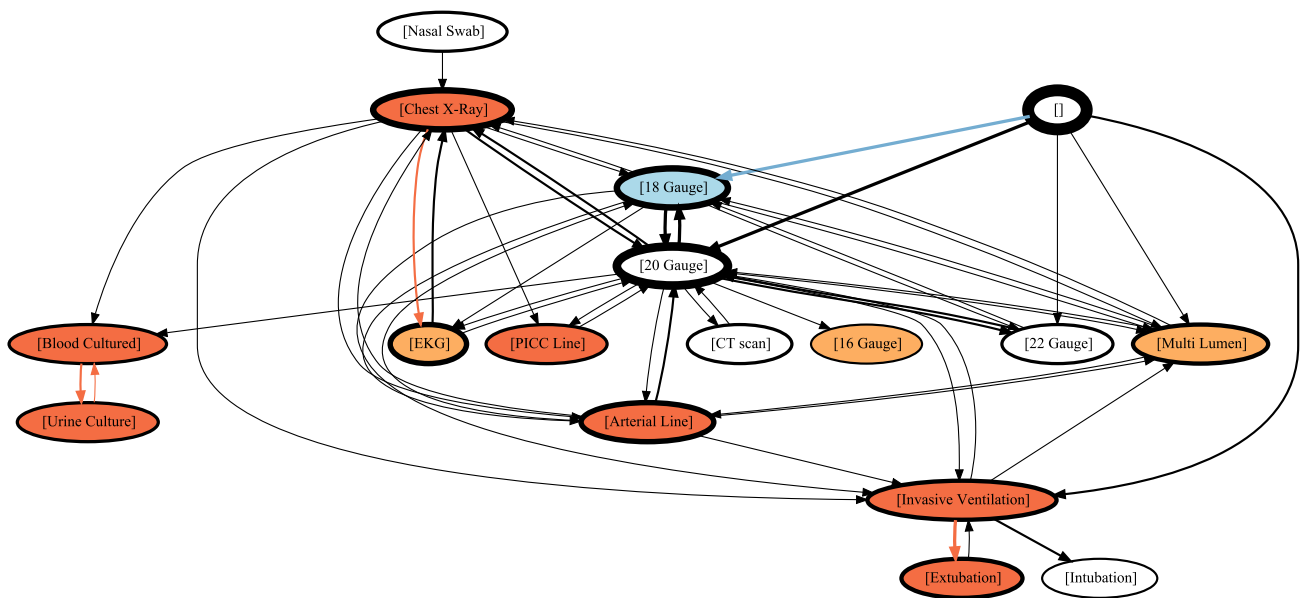 [Nasal Swab]
[Chest X-Ray]
[]
[18 Gauge]
[20 Gauge]
[Blood Cultured]
[EKG]
[PICC Line]
[CT scan]
[16 Gauge]
[22 Gauge]
[Multi Lumen]
[Urine Culture]
[Arterial Line]
[Invasive Ventilation]
[Extubation]
[Intubation]